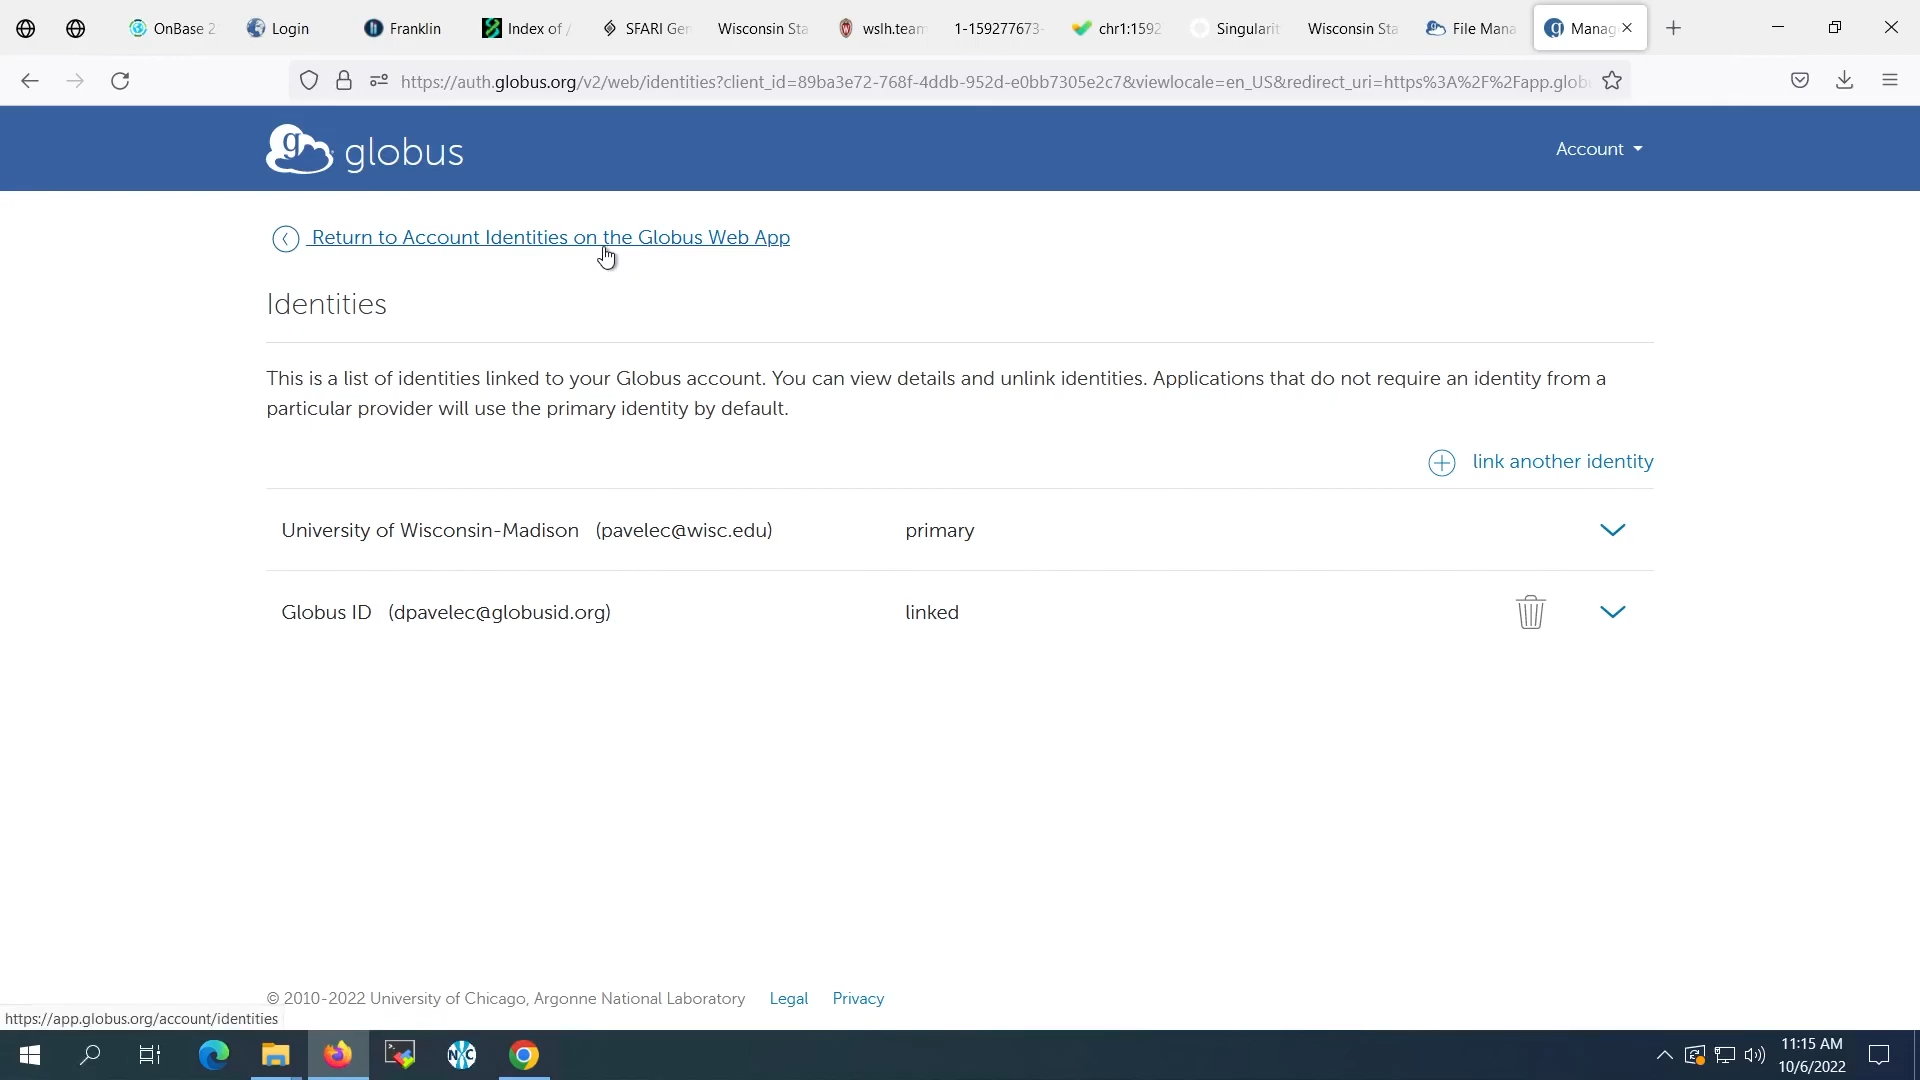 OnBase 2
Login
Franklin
Index of /
SFARI Gen
Wisconsin Sta
wslh.team
1-159277673-
chr1:1592
Singularit
Wisconsin Sta
File Mana
Manag
https://auth.globus.org/v2/web/identities?client_id=89ba3e72-768f-4ddb-952d-e0bb7305e2c7&viewlocale=en_US&redirect_uri=https%3A%2F%2Fapp.glob
globus
Account
Return to Account Identities on the Globus Web App
Identities
This is a list of identities linked to your Globus account. You can view details and unlink identities. Applications that do not require an identity from a
particular provider will use the primary identity by default.
link another identity
University of Wisconsin-Madison (pavelec@wisc.edu) primary
Globus ID (dpavelec@globusid.org) linked
© 2010-2022 University of Chicago, Argonne National Laboratory Legal Privacy
https://app.globus.org/account/identities
11:15 AM
10/6/2022